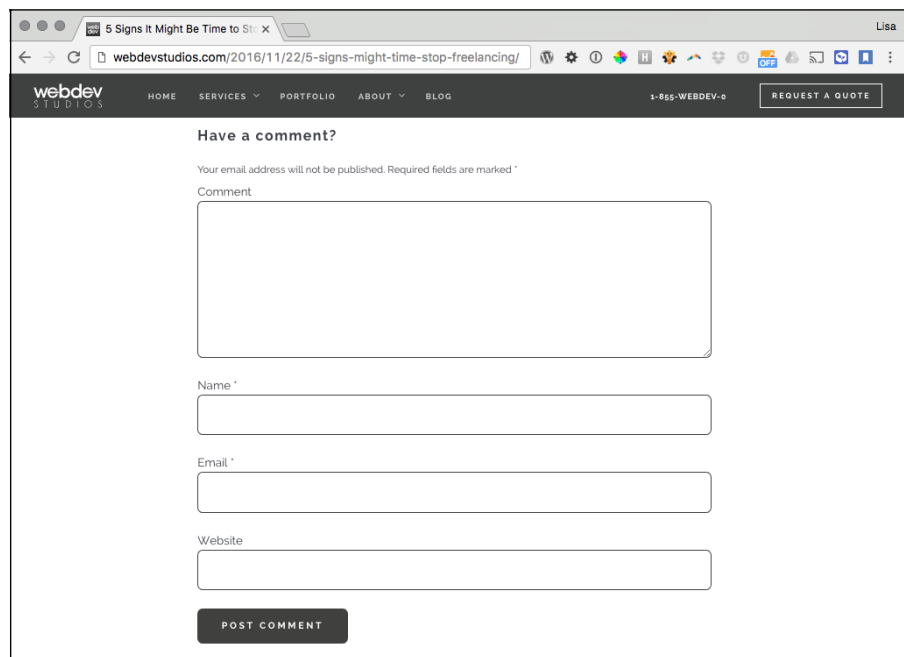 5 Signs It Might Be Time to Sto
Lisa
webdevstudios.com/2016/11/22/5-signs-might-time-stop-freelancing/
OFF
webdev
STUDIOS
HOME SERVICES PORTFOLIO ABOUT BLOG
1-855-WEBDEV-0
REQUEST A QUOTE
Have a comment?
Your email address will not be published. Required fields are marked *
Comment
Name *
Email *
Website
POST COMMENT